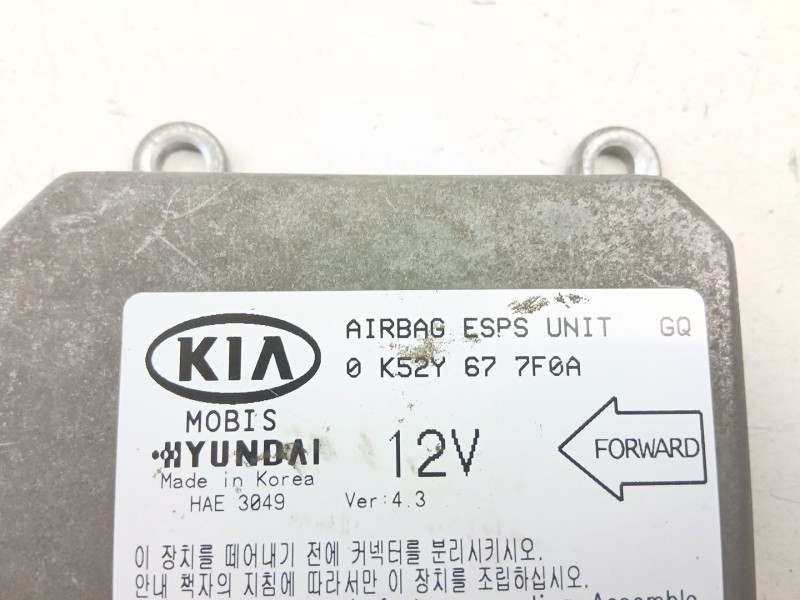 AIRBAG ESPS UNIT GQ
KIA
0 K52Y 67 7F0A
MOBIS
HYUNDAI
12V
FORWARD
Made in Korea
HAE 3049
Ver:4.3
이 장치를 떼어내기 전에 커넥터를 분리시키시오.
안내 책자의 지침에 따라서만 이 장치를 조립하십시오.
Assemble